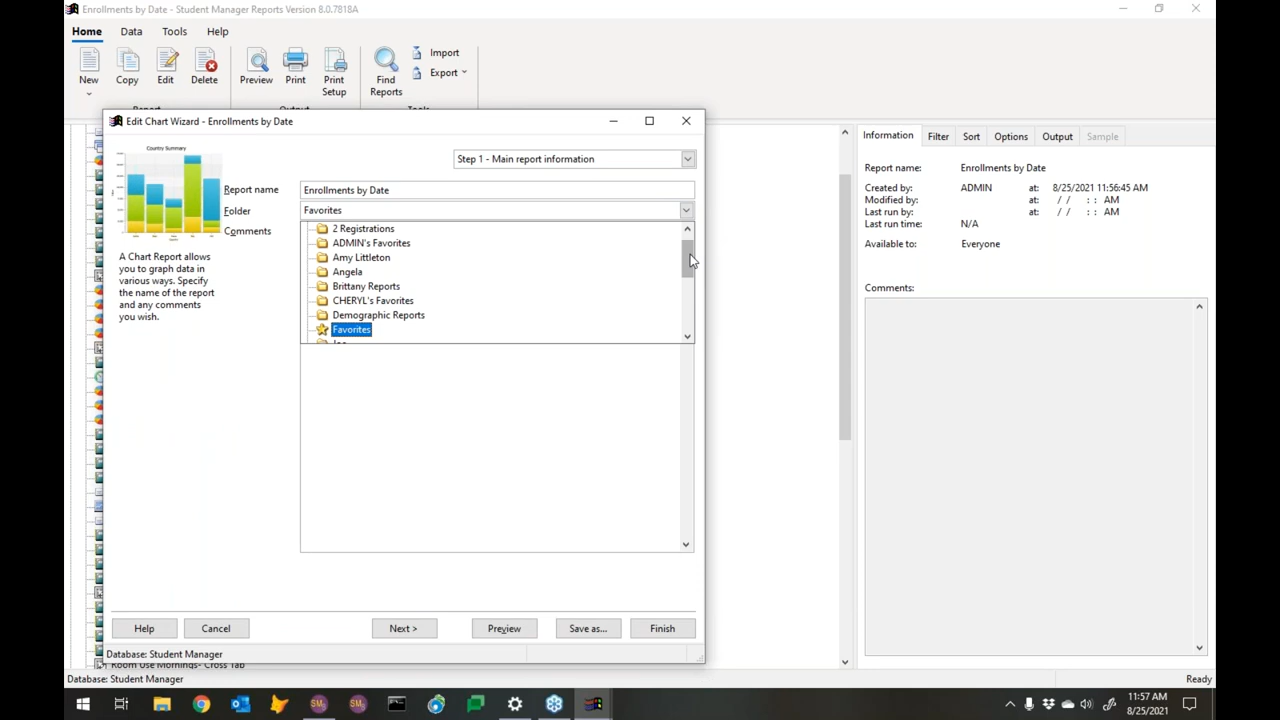 Enrollments by Date - Student Manager Reports Version 8.0.7818A
Home Data Tools Help
New Copy Edit Delete Preview Print Print Setup Find Reports
Import
Export
Edit Chart Wizard - Enrollments by Date
Step 1 - Main report information
Country Summary
Report name Enrollments by Date
Folder Favorites
Comments
A Chart Report allows
you to graph data in
various ways. Specify
the name of the report
and any comments
you wish.
2 Registrations
ADMIN's Favorites
Amy Littleton
Angela
Brittany Reports
CHERYL's Favorites
Demographic Reports
Favorites
Help Cancel Next > Preview Save as... Finish
Database: Student Manager
Room Use Mornings- Cross Tab
Information Filter Sort Options Output Sample
Report name: Enrollments by Date
Created by: ADMIN at: 8/25/2021 11:56:45 AM
Modified by: at: / / : : AM
Last run by: at: / / : : AM
Last run time: N/A
Available to: Everyone
Comments:
Database: Student Manager
Ready
11:57 AM
8/25/2021